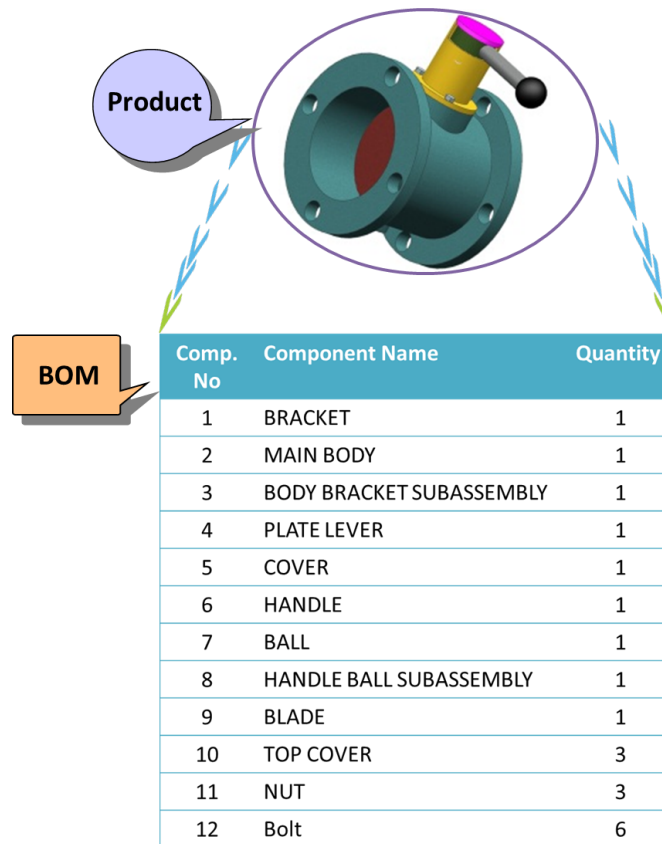 Product
BOM
Comp. No Component Name Quantity
1 BRACKET 1
2 MAIN BODY 1
3 BODY BRACKET SUBASSEMBLY 1
4 PLATE LEVER 1
5 COVER 1
6 HANDLE 1
7 BALL 1
8 HANDLE BALL SUBASSEMBLY 1
9 BLADE 1
10 TOP COVER 3
11 NUT 3
12 Bolt 6